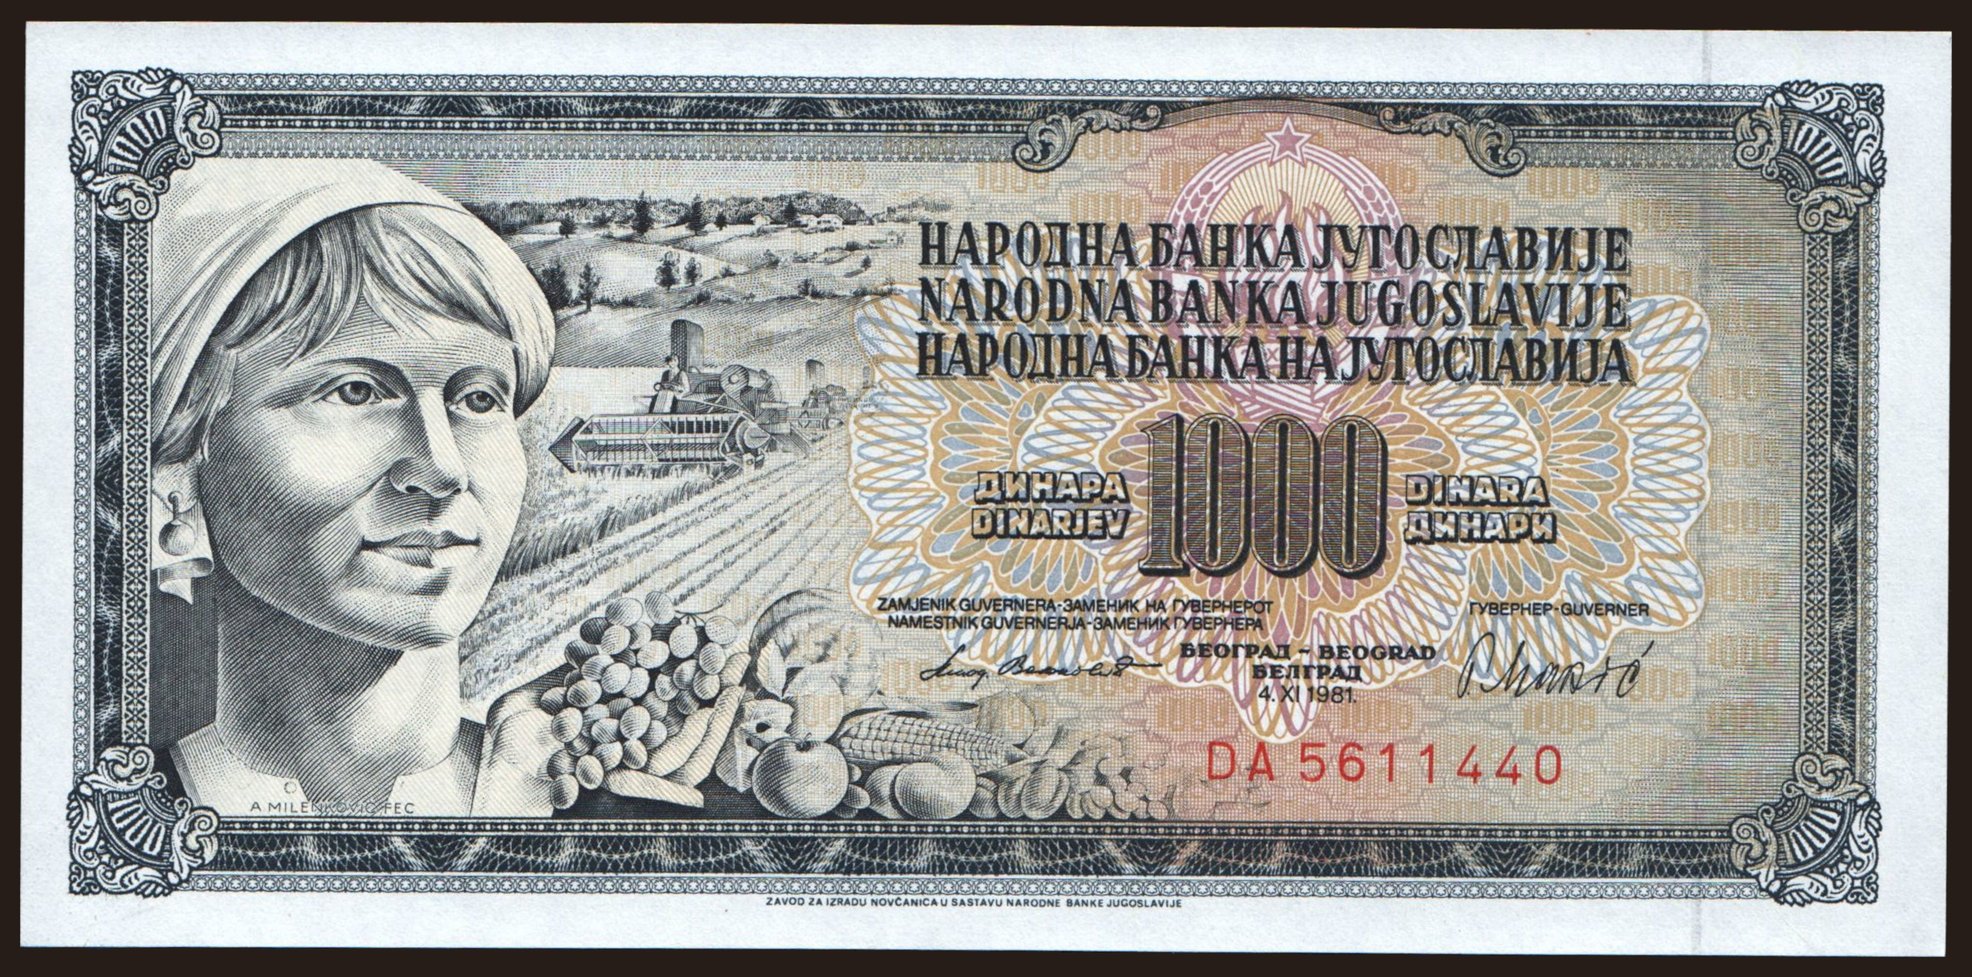 НАРОДНА БАНКА ЈУГОСЛАВИЈЕ
NARODNA BANKA JUGOSLAVIJE
НАРОДНА БАНКА НА ЈУГОСЛАВИЈА
ДИНАРА 1000 DINARA
DINARJEV ДИНАРИ
ZAMJENIK GUVERNERA-ЗАМЕНИК НА ГУВЕРНЕРОТ
NAMESTNIK GUVERNERJA-ЗАМЕНИК ГУВЕРНЕРА
ГУВЕРНЕР-GUVERNER
БЕОГРАД - BEOGRAD
БЕЛГРАД
4. XI 1981.
DA 5611440
A MILENKOVIĆ FEC
ZAVOD ZA IZRADU NOVČANICA U SASTAVU NARODNE BANKE JUGOSLAVIJE